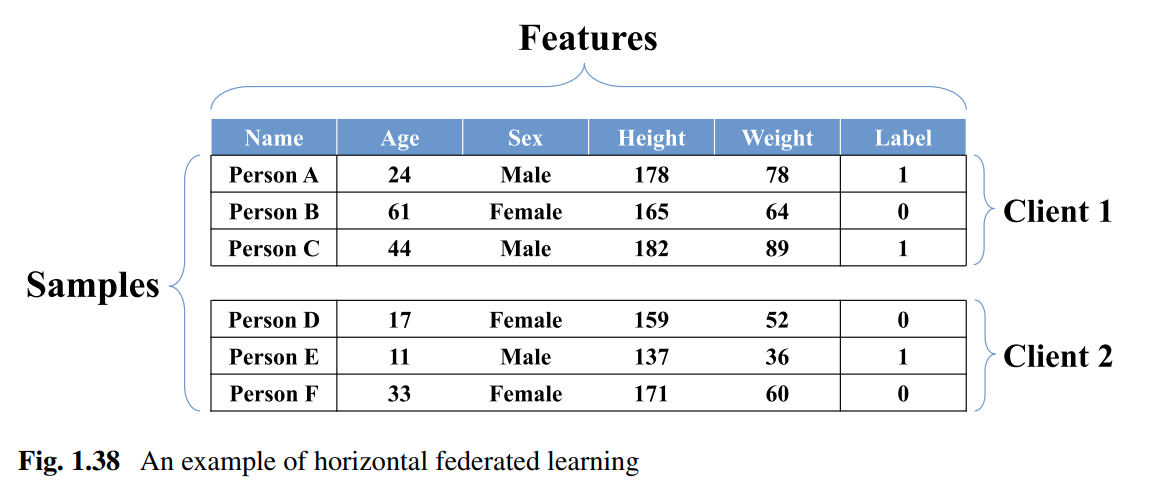 Features
Name Age Sex Height Weight Label
Person A 24 Male 178 78 1
Person B 61 Female 165 64 0
Client 1
Person C 44 Male 182 89 1
Samples
Person D 17 Female 159 52 0
Person E 11 Male 137 36 1
Client 2
Person F 33 Female 171 60 0
Fig. 1.38 An example of horizontal federated learning